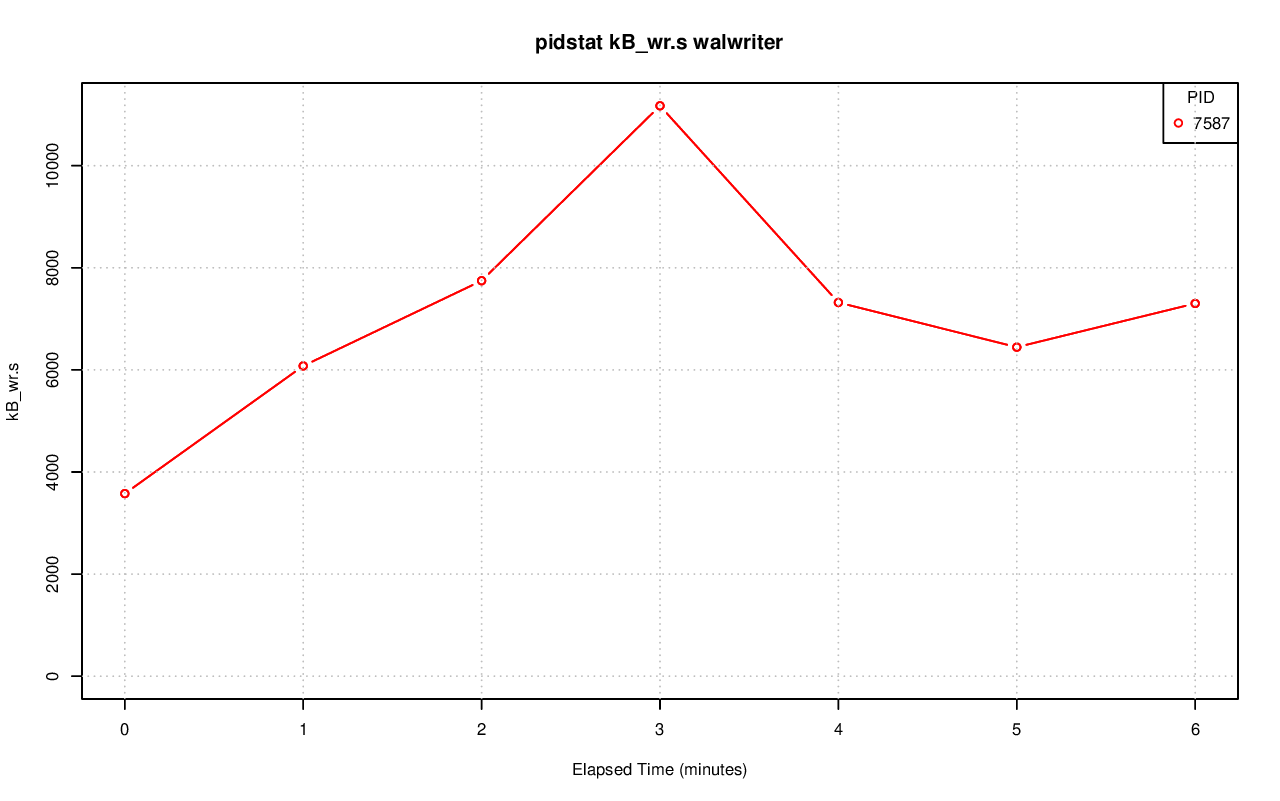 pidstat kB_wr.s walwriter
PID
7587
kB_wr.s
10000
8000
6000
4000
2000
0
0 1 2 3 4 5 6
Elapsed Time (minutes)